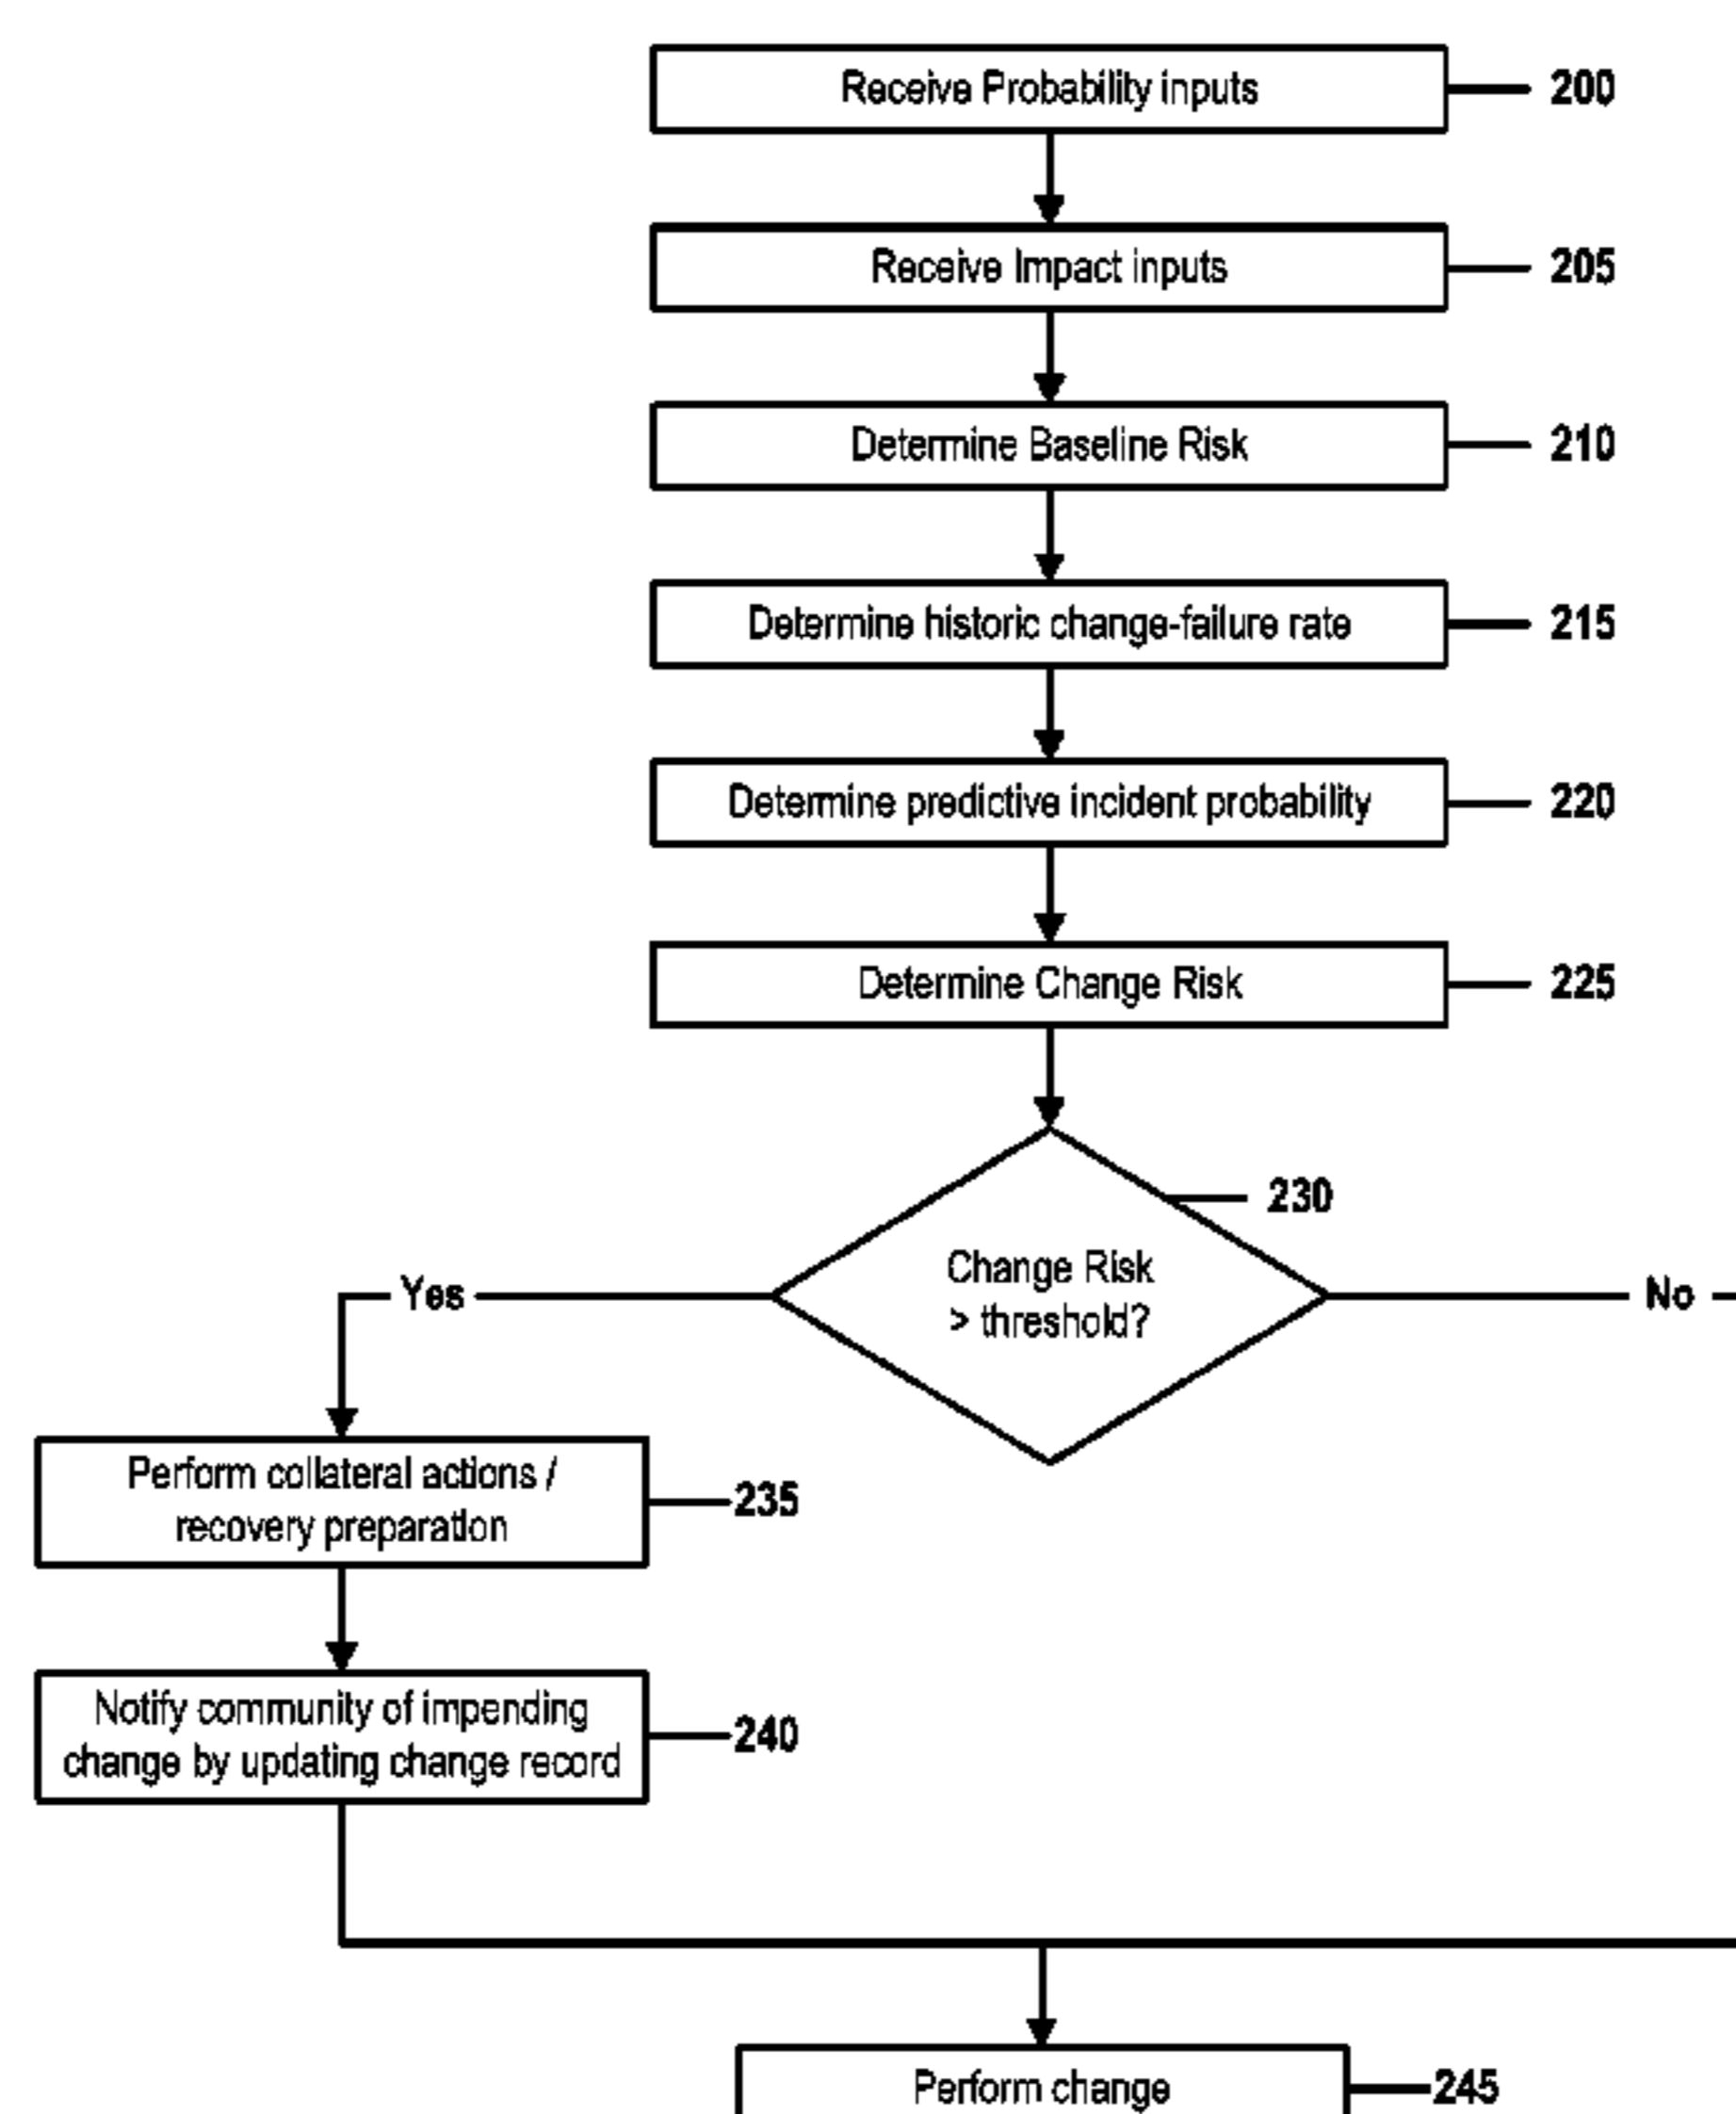 Receive Probability inputs
200
Receive Impact inputs
205
Determine Baseline Risk
210
Determine historic change-failure rate
215
Determine predictive incident probability
220
Determine Change Risk
225
230
Change Risk
> threshold?
Yes
No
Perform collateral actions /
recovery preparation
235
Notify community of impending
change by updating change record
240
Perform change
245